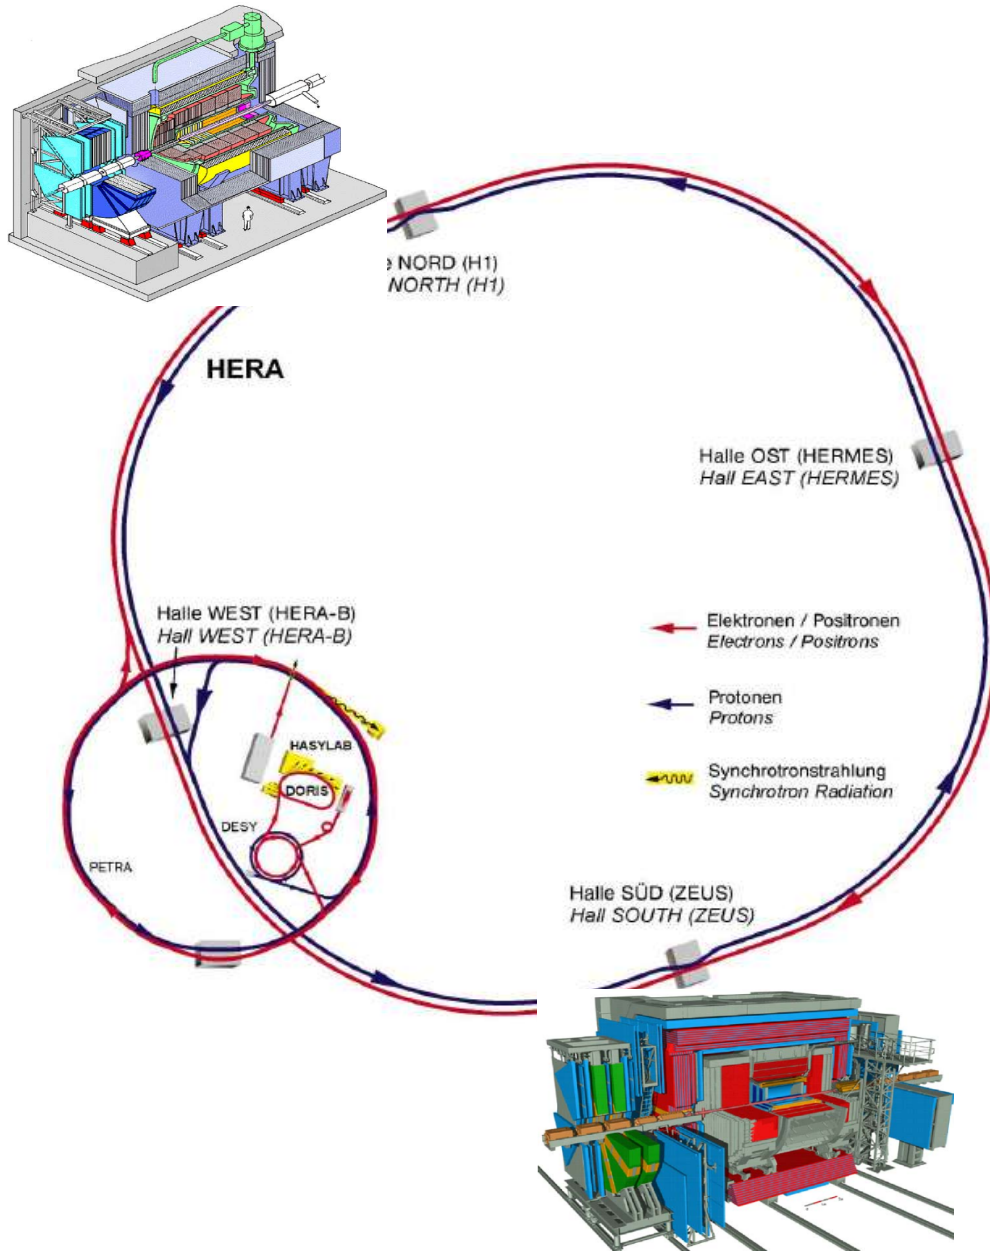 NORD (H1)
NORTH (H1)
HERA
Halle OST (HERMES)
Hall EAST (HERMES)
Halle WEST (HERA-B)
Hall WEST (HERA-B)
Elektronen / Positronen
Electrons / Positrons
Protonen
Protons
HASYLAB
Synchrotronstrahlung
Synchrotron Radiation
DORIS
DESY
PETRA
Halle SÜD (ZEUS)
Hall SOUTH (ZEUS)